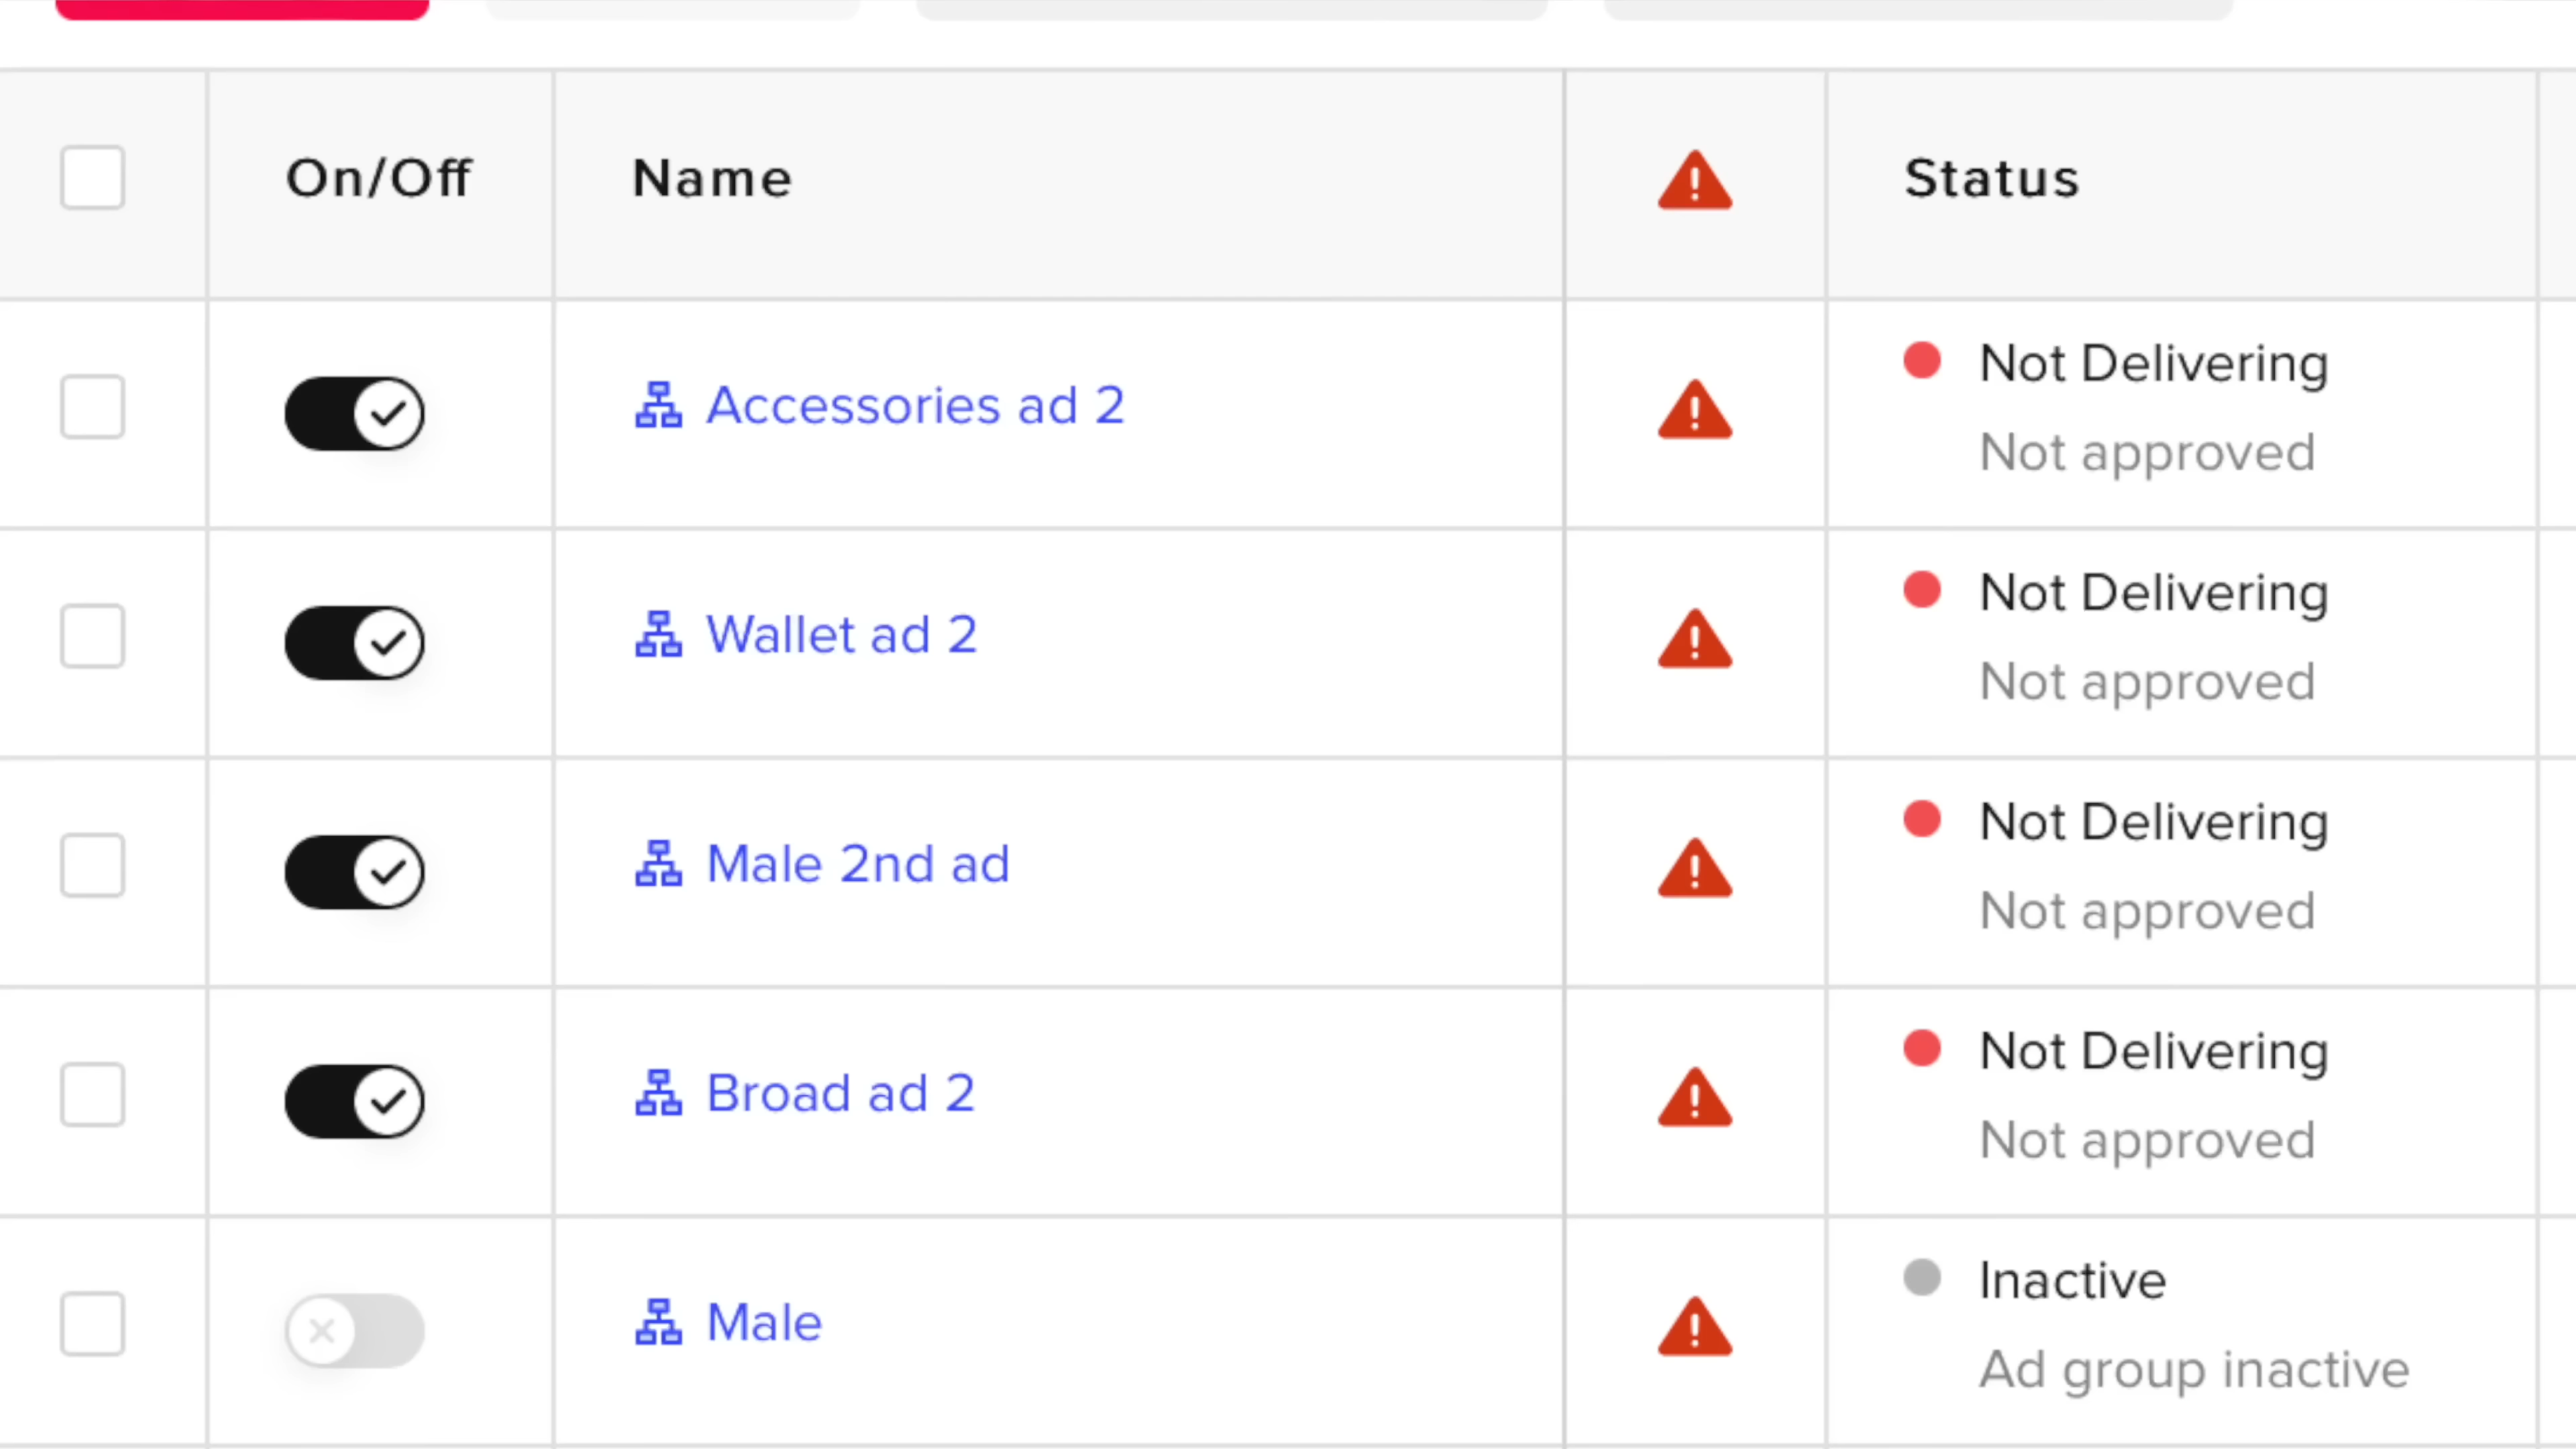 On/Off Name Status
Accessories ad 2 Not Delivering
Not approved
Wallet ad 2 Not Delivering
Not approved
Male 2nd ad Not Delivering
Not approved
Broad ad 2 Not Delivering
Not approved
Male Inactive
Ad group inactive